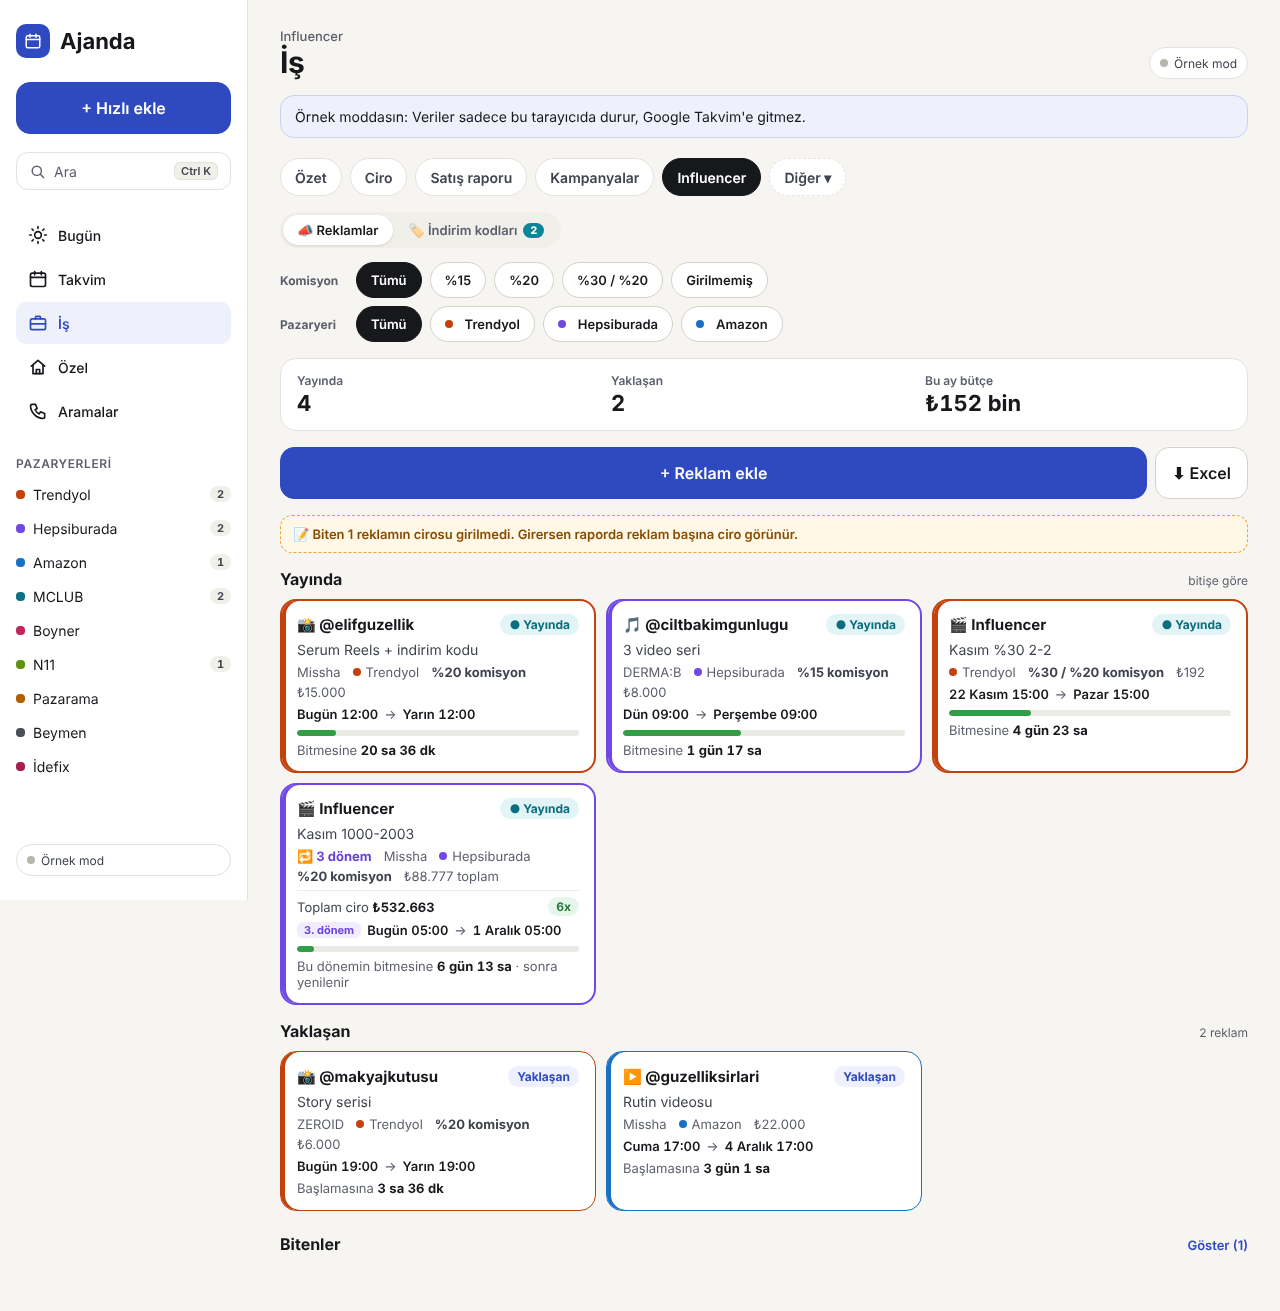 Ajanda
+ Hızlı ekle
Ara
Ctrl K
Bugün
Takvim
İş
Özel
Aramalar
PAZARYERLERİ
Trendyol 2
Hepsiburada 2
Amazon 1
MCLUB 2
Boyner
N11 1
Pazarama
Beymen
İdefix
Örnek mod
Influencer
İş
Örnek mod
Örnek moddasın: Veriler sadece bu tarayıcıda durur, Google Takvim'e gitmez.
Özet Ciro Satış raporu Kampanyalar Influencer Diğer ▾
📣 Reklamlar 🏷️ İndirim kodları 2
Komisyon Tümü %15 %20 %30 / %20 Girilmemiş
Pazaryeri Tümü Trendyol Hepsiburada Amazon
Yayında
4
Yaklaşan
2
Bu ay bütçe
₺152 bin
+ Reklam ekle
⬇ Excel
📝 Biten 1 reklamın cirosu girilmedi. Girersen raporda reklam başına ciro görünür.
Yayında
bitişe göre
📸 @elifguzellik ● Yayında
Serum Reels + indirim kodu
Missha Trendyol %20 komisyon
₺15.000
Bugün 12:00 → Yarın 12:00
Bitmesine 20 sa 36 dk
🎵 @ciltbakimgunlugu ● Yayında
3 video seri
DERMA:B Hepsiburada %15 komisyon
₺8.000
Dün 09:00 → Perşembe 09:00
Bitmesine 1 gün 17 sa
🎬 Influencer ● Yayında
Kasım %30 2-2
Trendyol %30 / %20 komisyon ₺192
22 Kasım 15:00 → Pazar 15:00
Bitmesine 4 gün 23 sa
🎬 Influencer ● Yayında
Kasım 1000-2003
🔁 3 dönem Missha Hepsiburada
%20 komisyon ₺88.777 toplam
Toplam ciro ₺532.663 6x
3. dönem Bugün 05:00 → 1 Aralık 05:00
Bu dönemin bitmesine 6 gün 13 sa · sonra
yenilenir
Yaklaşan
2 reklam
📸 @makyajkutusu Yaklaşan
Story serisi
ZEROID Trendyol %20 komisyon
₺6.000
Bugün 19:00 → Yarın 19:00
Başlamasına 3 sa 36 dk
▶️ @guzelliksirlari Yaklaşan
Rutin videosu
Missha Amazon ₺22.000
Cuma 17:00 → 4 Aralık 17:00
Başlamasına 3 gün 1 sa
Bitenler
Göster (1)